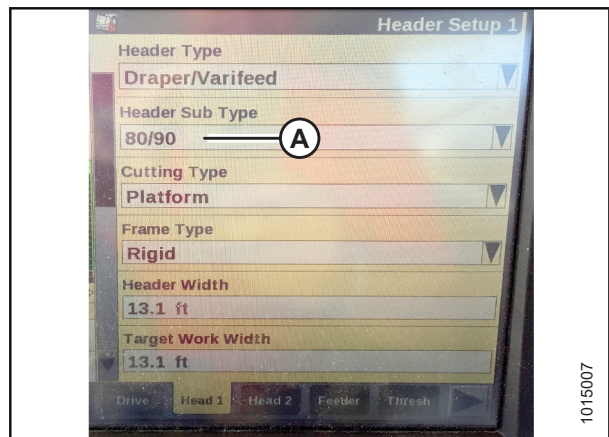 Header Setup 1
Header Type
Draper/Varifeed
Header Sub Type
80/90
A
Cutting Type
Platform
Frame Type
Rigid
Header Width
13.1 ft
Target Work Width
13.1 ft
Drive Head 1 Head 2 Feeder Thresh
1015007